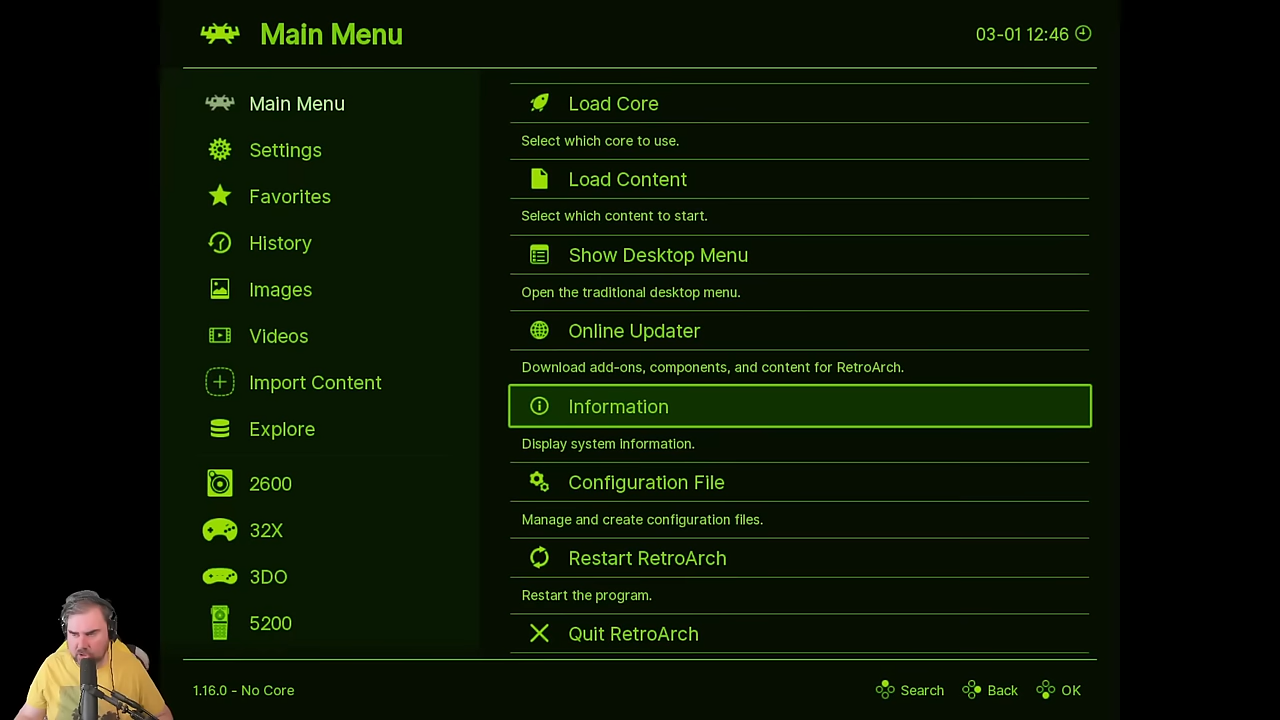 Main Menu
03-01 12:46
Main Menu
Settings
Favorites
History
Images
Videos
Import Content
Explore
2600
32X
3DO
5200
Load Core
Select which core to use.
Load Content
Select which content to start.
Show Desktop Menu
Open the traditional desktop menu.
Online Updater
Download add-ons, components, and content for RetroArch.
Information
Display system information.
Configuration File
Manage and create configuration files.
Restart RetroArch
Restart the program.
Quit RetroArch
1.16.0 - No Core
Search Back OK